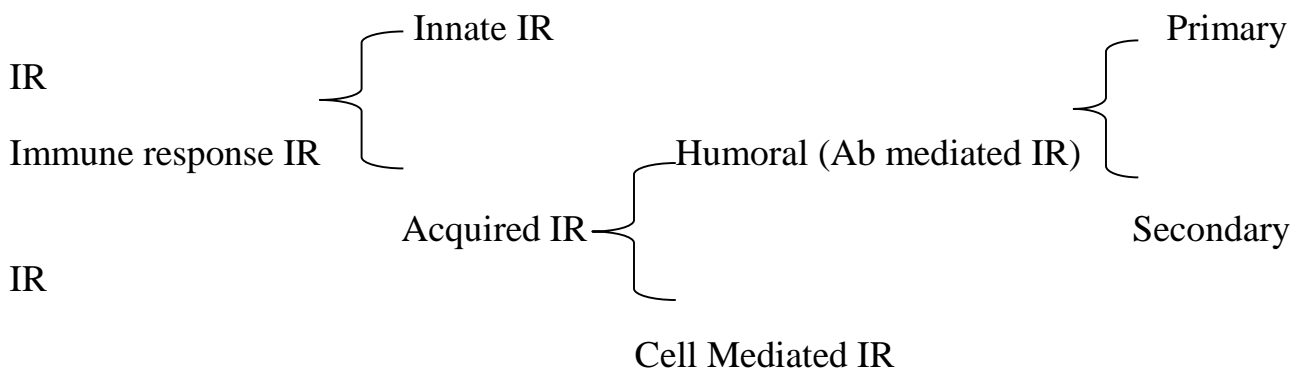 Innate IR Primary
IR
Immune response IR Humoral (Ab mediated IR)
Acquired IR Secondary
IR
Cell Mediated IR